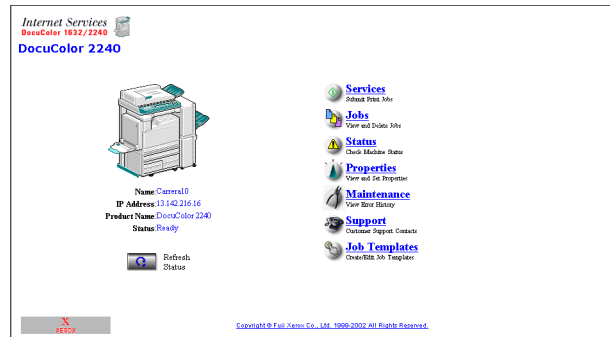 Internet Services
DocuColor 1632/2240
DocuColor 2240
Services
Submit Print Jobs
Jobs
View and Delete Jobs
Status
Check Machine Status
Properties
View and Set Properties
Maintenance
View Error History
Support
Customer Support Contacts
Job Templates
Create/Edit Job Templates
Name:Carrera10
IP Address:13.142.216.16
Product Name:DocuColor 2240
Status:Ready
Refresh
Status
X
XEROX
Copyright © Fuji Xerox Co., Ltd. 1999-2002 All Rights Reserved.